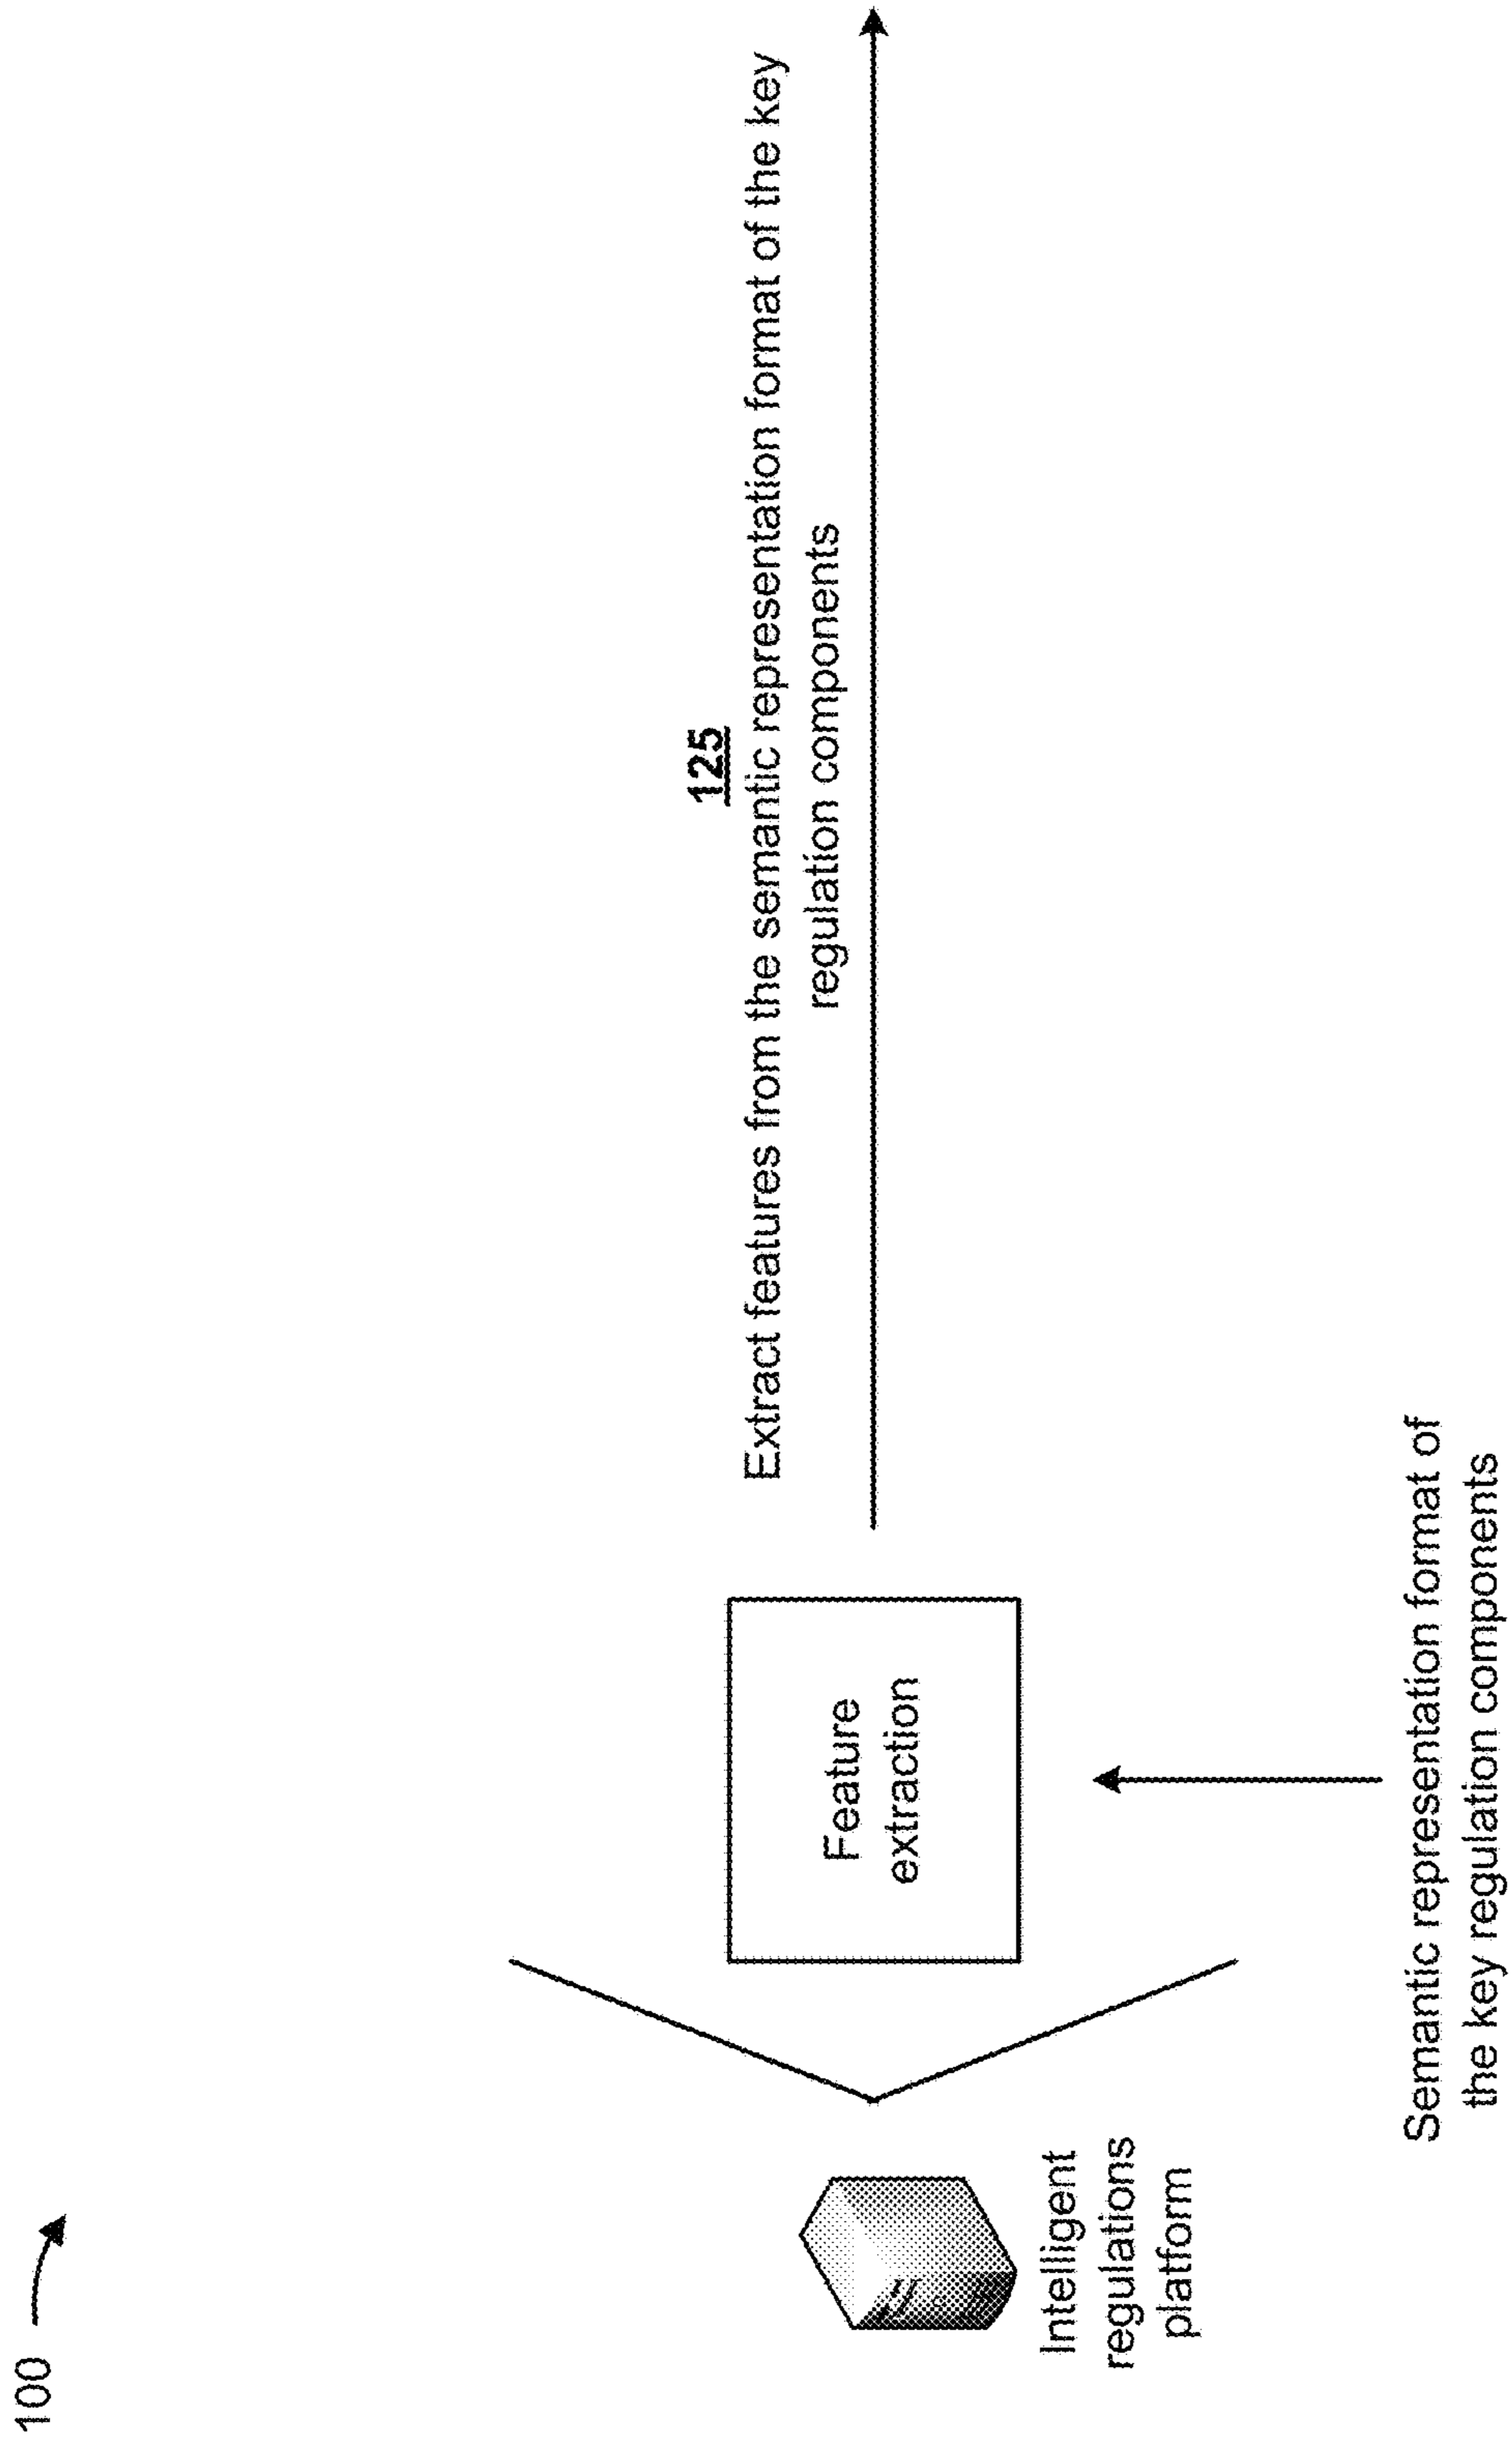 100
125
Extract features from the semantic representation format of the key
regulation components
Feature
extraction
Intelligent
regulations
platform
Semantic representation format of
the key regulation components